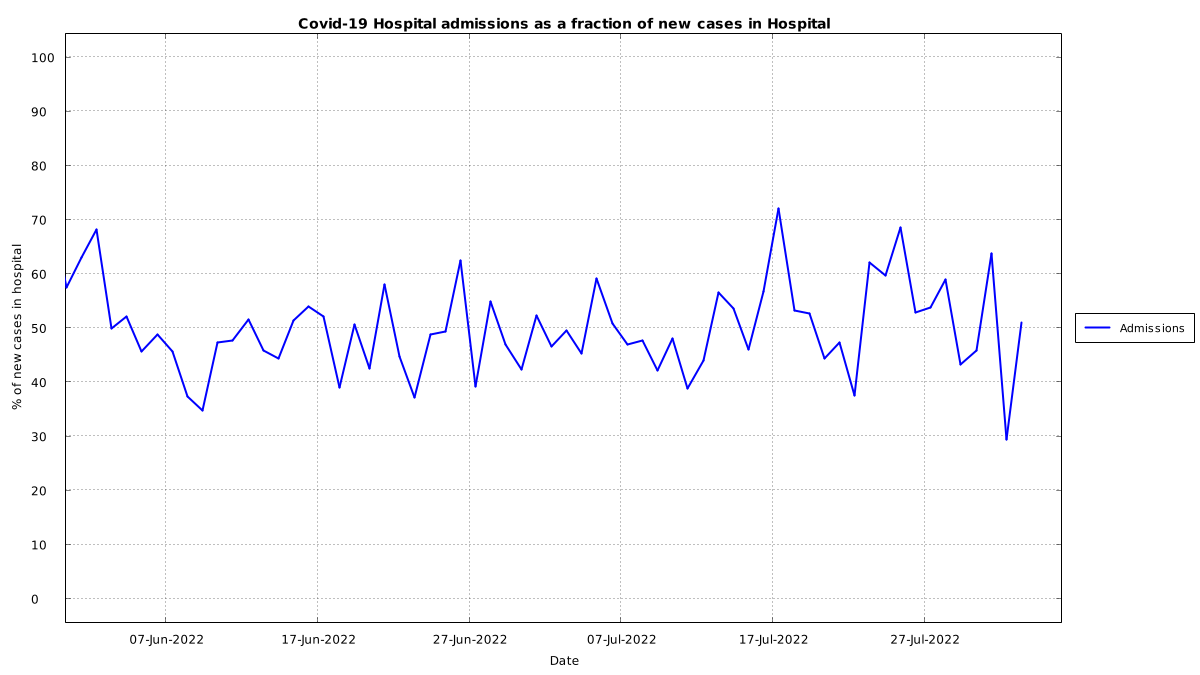 Covid-19 Hospital admissions as a fraction of new cases in Hospital
100
90
80
70
60
50
40
30
20
10
0
% of new cases in hospital
07-Jun-2022
17-Jun-2022
27-Jun-2022
07-Jul-2022
17-Jul-2022
27-Jul-2022
Date
Admissions